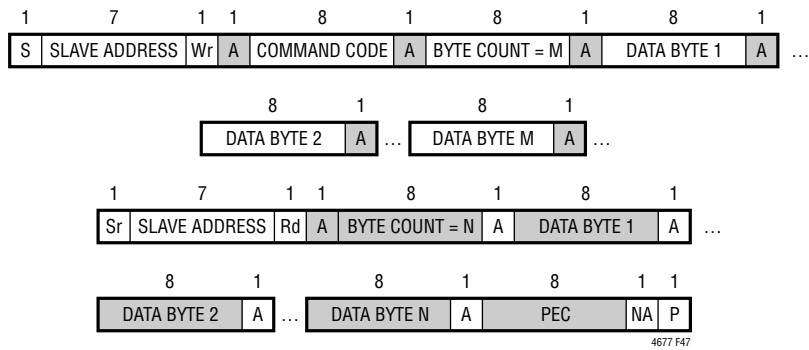 1 7 1 1 8 1 8 1 8 1
S SLAVE ADDRESS Wr A COMMAND CODE A BYTE COUNT = M A DATA BYTE 1 A ...
8 1 8 1
DATA BYTE 2 A ... DATA BYTE M A ...
1 7 1 1 8 1 8 1
Sr SLAVE ADDRESS Rd A BYTE COUNT = N A DATA BYTE 1 A ...
8 1 8 1 8 1 1
DATA BYTE 2 A ... DATA BYTE N A PEC NA P
4677 F47